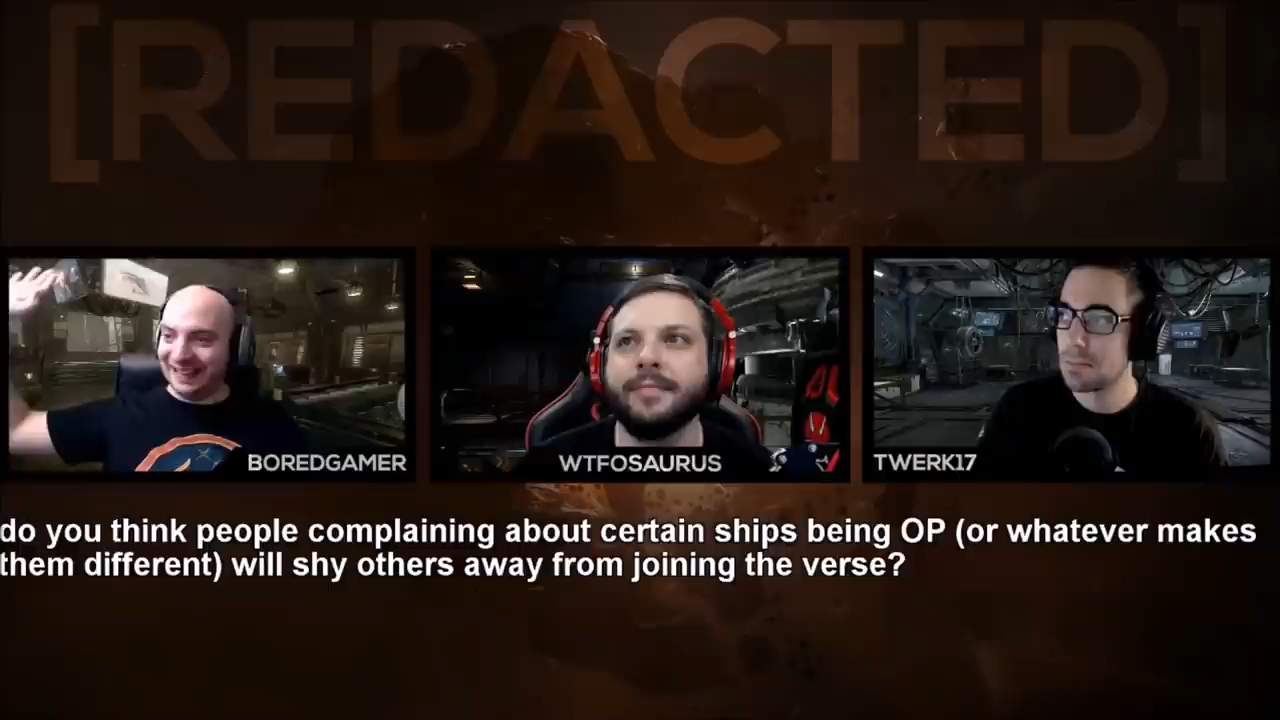 [REDACTED]
BOREDGAMER
WTFOSAURUS
TWERK17
do you think people complaining about certain ships being OP (or whatever makes
them different) will shy others away from joining the verse?